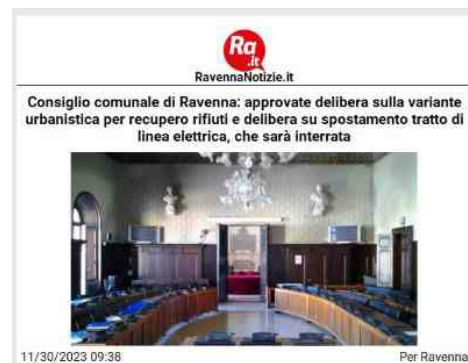 Ra
.it
RavennaNotizie.it
Consiglio comunale di Ravenna: approvate delibera sulla variante
urbanistica per recupero rifiuti e delibera su spostamento tratto di
linea elettrica, che sarà interrata
11/30/2023 09:38
Per Ravenna